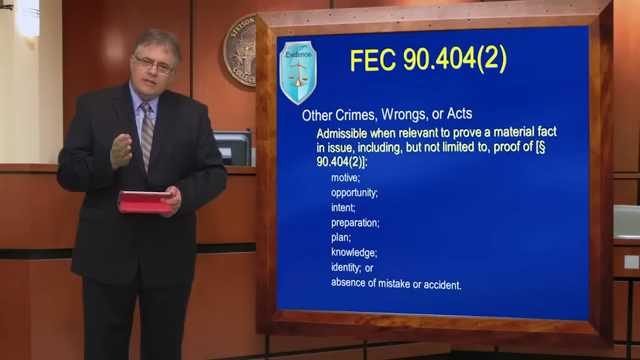 STETSON
COLLEGE
Evidence
FEC 90.404(2)
Other Crimes, Wrongs, or Acts
Admissible when relevant to prove a material fact
in issue, including, but not limited to, proof of [§
90.404(2)]:
motive;
opportunity;
intent;
preparation;
plan;
knowledge;
identity; or
absence of mistake or accident.